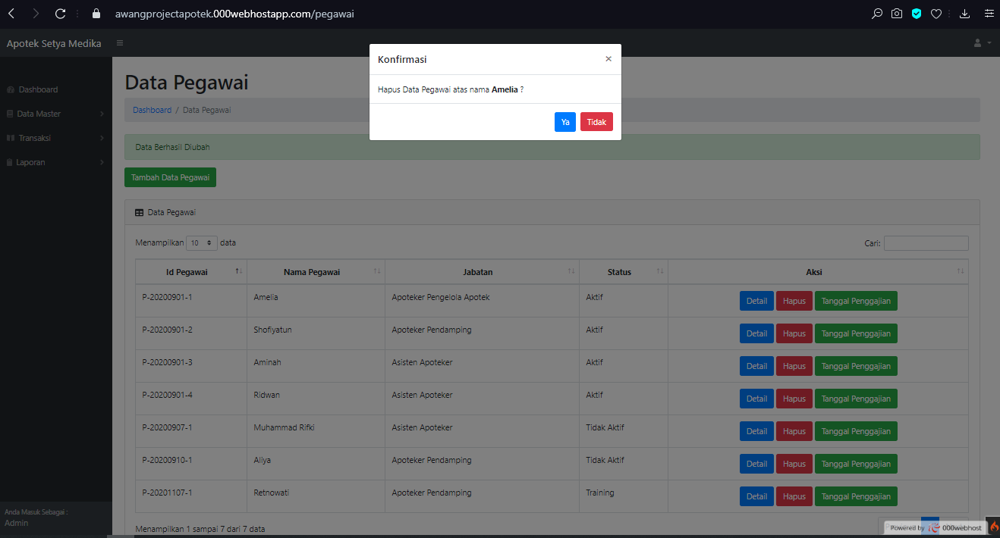 awangprojectapotek.000webhostapp.com/pegawai
Apotek Setya Medika
Konfirmasi
Hapus Data Pegawai atas nama Amelia ?
Ya Tidak
Dashboard
Data Master
Transaksi
Laporan
Data Pegawai
Dashboard / Data Pegawai
Data Berhasil Diubah
Tambah Data Pegawai
Data Pegawai
Menampilkan 10 data
Cari:
Id Pegawai Nama Pegawai Jabatan Status Aksi
P-20200901-1 Amelia Apoteker Pengelola Apotek Aktif Detail Hapus Tanggal Penggajian
P-20200901-2 Shofiyatun Apoteker Pendamping Aktif Detail Hapus Tanggal Penggajian
P-20200901-3 Aminah Asisten Apoteker Aktif Detail Hapus Tanggal Penggajian
P-20200901-4 Ridwan Asisten Apoteker Aktif Detail Hapus Tanggal Penggajian
P-20200907-1 Muhammad Rifki Asisten Apoteker Tidak Aktif Detail Hapus Tanggal Penggajian
P-20200910-1 Aliya Apoteker Pendamping Tidak Aktif Detail Hapus Tanggal Penggajian
P-20201107-1 Retnowati Apoteker Pendamping Training Detail Hapus Tanggal Penggajian
Menampilkan 1 sampai 7 dari 7 data
Anda Masuk Sebagai :
Admin
Powered by 000webhost